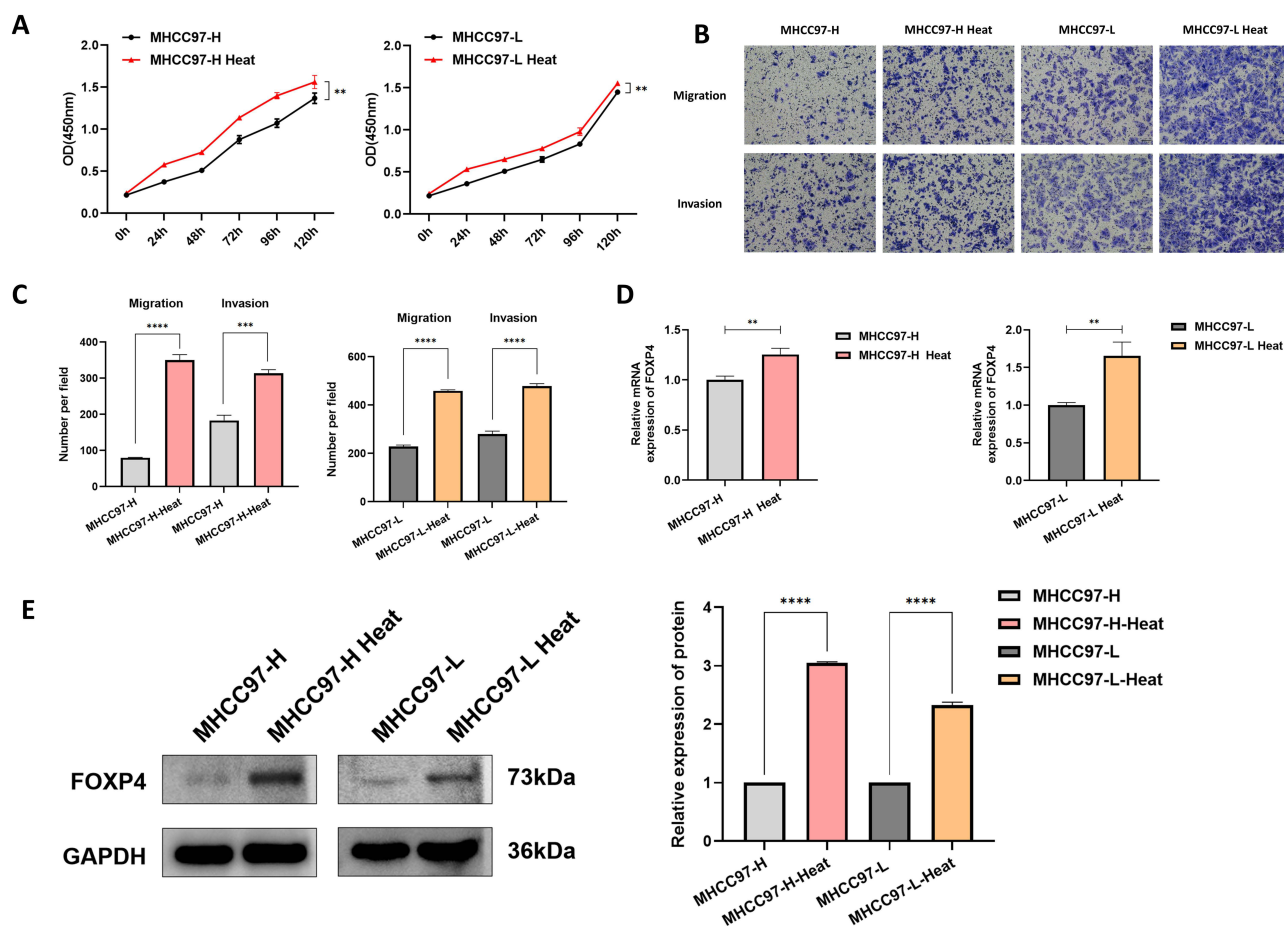 A
MHCC97-H
MHCC97-H Heat
OD(450nm)
2.0
1.5
1.0
0.5
0.0
0h
24h
48h
72h
96h
120h
**
MHCC97-L
MHCC97-L Heat
OD(450nm)
2.0
1.5
1.0
0.5
0.0
0h
24h
48h
72h
96h
120h
**
B
MHCC97-H
MHCC97-H Heat
MHCC97-L
MHCC97-L Heat
Migration
Invasion
C
Migration
Invasion
****
***
Number per field
400
300
200
100
0
MHCC97-H
MHCC97-H-Heat
MHCC97-H
MHCC97-H-Heat
Migration
Invasion
****
****
Number per field
600
400
200
0
MHCC97-L
MHCC97-L-Heat
MHCC97-L
MHCC97-L-Heat
D
Relative mRNA
expression of FOXP4
1.5
1.0
0.5
0.0
**
MHCC97-H
MHCC97-H Heat
MHCC97-H
MHCC97-H Heat
Relative mRNA
expression of FOXP4
2.0
1.5
1.0
0.5
0.0
**
MHCC97-L
MHCC97-L Heat
MHCC97-L
MHCC97-L Heat
E
MHCC97-H
MHCC97-H Heat
MHCC97-L
MHCC97-L Heat
FOXP4
73kDa
GAPDH
36kDa
Relative expression of protein
4
3
2
1
0
****
****
MHCC97-H
MHCC97-H-Heat
MHCC97-L
MHCC97-L-Heat
MHCC97-H
MHCC97-H-Heat
MHCC97-L
MHCC97-L-Heat